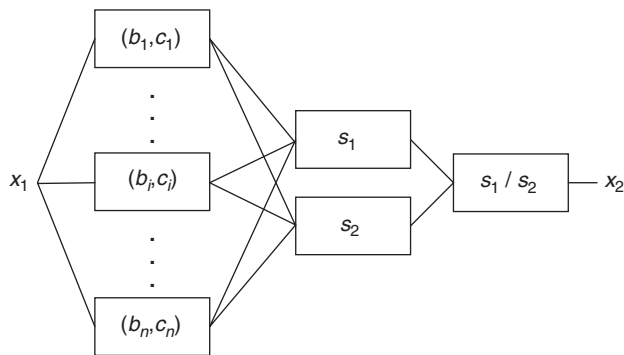 (b₁,c₁)
x₁
(bᵢ,cᵢ)
(bₙ,cₙ)
s₁
s₂
s₁ / s₂
x₂